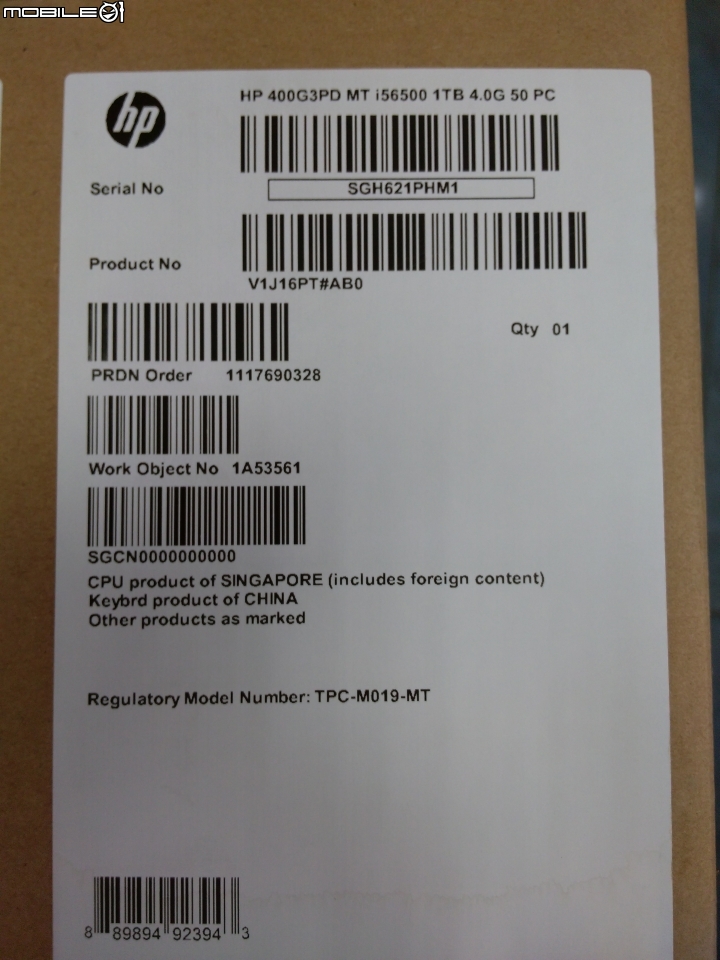 MOBILE01
hp
HP 400G3PD MT i56500 1TB 4.0G 50 PC
Serial No SGH621PHM1
Product No
V1J16PT#AB0
Qty 01
PRDN Order 1117690328
Work Object No 1A53561
SGCN0000000000
CPU product of SINGAPORE (includes foreign content)
Keybrd product of CHINA
Other products as marked
Regulatory Model Number: TPC-M019-MT
8 89894 92394 3